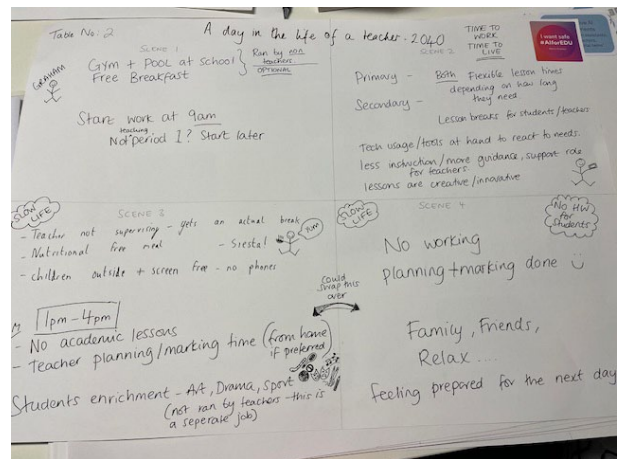 Table No: 2
A day in the life of a teacher - 2040
TIME TO
WORK
TIME TO
LIVE
I want safe
#AIforEDU
SCENE 1
GRAHAM
Gym + Pool at school
Free Breakfast
Ran by
teachers.
OPTIONAL
Start work at 9am
teaching
Not period 1? Start later
SCENE 2
Primary - Both Flexible lesson times
depending on how long
they need.
Secondary -
Lesson breaks for students/teachers
Tech usage/tools at hand to react to needs.
less instruction/more guidance, support role
for teachers
lessons are creative/innovative
SLOW
LIFE
SCENE 3
- Teacher not supervising - gets an actual break
- Nutritional free meal
- Siesta!
- children outside + screen free - no phones
1pm - 4pm
- No academic lessons
- Teacher planning/marking time (from home
if preferred)
Students enrichment - Art, Drama, Sport
(not ran by teachers - this is
a seperate job)
could
swap this
over
SLOW
LIFE
SCENE 4
No HW
for
students
No working
planning + marking done
Family, Friends,
Relax....
feeling prepared for the next day